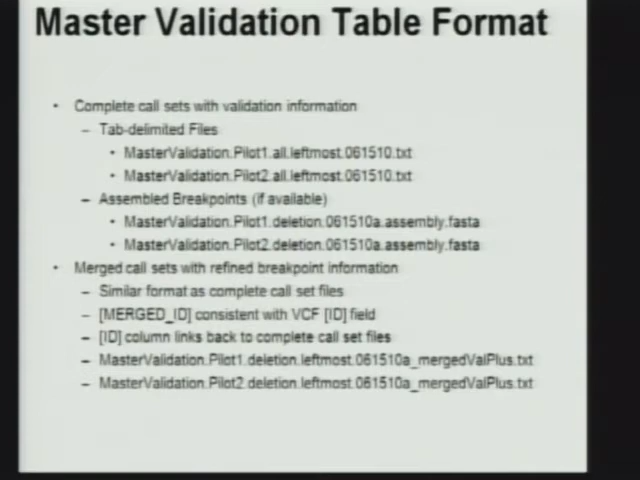 Master Validation Table Format
• Complete call sets with validation information
– Tab-delimited Files
• MasterValidation.Pilot1.all.leftmost.061510.txt
• MasterValidation.Pilot2.all.leftmost.061510.txt
– Assembled Breakpoints (if available)
• MasterValidation.Pilot1.deletion.061510a.assembly.fasta
• MasterValidation.Pilot2.deletion.061510a.assembly.fasta
• Merged call sets with refined breakpoint information
– Similar format as complete call set files
– [MERGED_ID] consistent with VCF [ID] field
– [ID] column links back to complete call set files
– MasterValidation.Pilot1.deletion.leftmost.061510a_mergedValPlus.txt
– MasterValidation.Pilot2.deletion.leftmost.061510a_mergedValPlus.txt